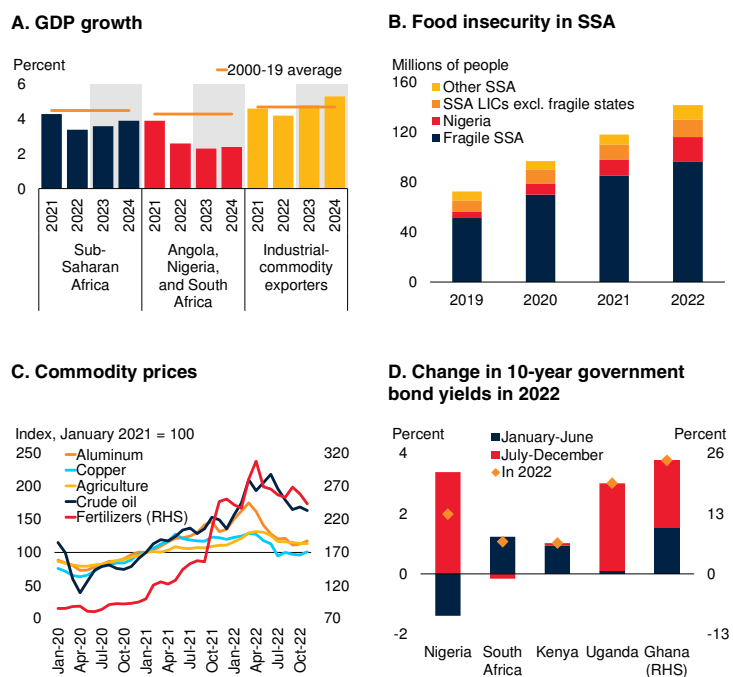 A. GDP growth
Percent
2000-19 average
6
4
2
0
2021
2022
2023
2024
2021
2022
2023
2024
2021
2022
2023
2024
Sub-
Saharan
Africa
Angola,
Nigeria,
and South
Africa
Industrial-
commodity
exporters
B. Food insecurity in SSA
Millions of people
160
120
80
40
0
Other SSA
SSA LICs excl. fragile states
Nigeria
Fragile SSA
2019
2020
2021
2022
C. Commodity prices
Index, January 2021 = 100
250
200
150
100
50
0
Aluminum
Copper
Agriculture
Crude oil
Fertilizers (RHS)
320
270
220
170
120
70
Jan-20
Apr-20
Jul-20
Oct-20
Jan-21
Apr-21
Jul-21
Oct-21
Jan-22
Apr-22
Jul-22
Oct-22
D. Change in 10-year government
bond yields in 2022
Percent
Percent
4
2
0
-2
January-June
July-December
In 2022
26
13
0
-13
Nigeria
South
Africa
Kenya
Uganda
Ghana
(RHS)